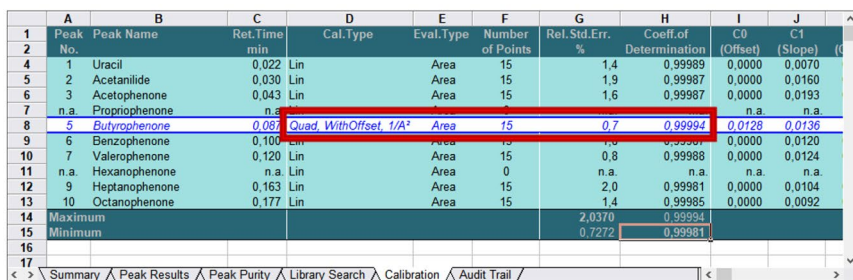 A B C D E F G H I J
1 Peak Peak Name Ret.Time Cal.Type Eval.Type Number Rel.Std.Err. Coeff.of C0 C1
2 No. min of Points % Determination (Offset) (Slope)
4 1 Uracil 0,022 Lin Area 15 1,4 0,99989 0,0000 0,0070
5 2 Acetanilide 0,030 Lin Area 15 1,9 0,99987 0,0000 0,0160
6 3 Acetophenone 0,043 Lin Area 15 1,6 0,99987 0,0000 0,0193
7 n.a. Propriophenone n.a. n.a. n.a.
8 5 Butyrophenone 0,067 Quad, WithOffset, 1/A² Area 15 0,7 0,99994 0,0128 0,0136
9 6 Benzophenone 0,100 Lin Area 15 0,0000 0,0120
10 7 Valerophenone 0,120 Lin Area 15 0,8 0,99988 0,0000 0,0124
11 n.a. Hexanophenone n.a. Lin Area 0 n.a. n.a. n.a. n.a.
12 9 Heptanophenone 0,163 Lin Area 15 2,0 0,99981 0,0000 0,0104
13 10 Octanophenone 0,177 Lin Area 15 1,4 0,99985 0,0000 0,0092
14 Maximum 2,0370 0,99994
15 Minimum 0,7272 0,99981
16
17
Summary Peak Results Peak Purity Library Search Calibration Audit Trail